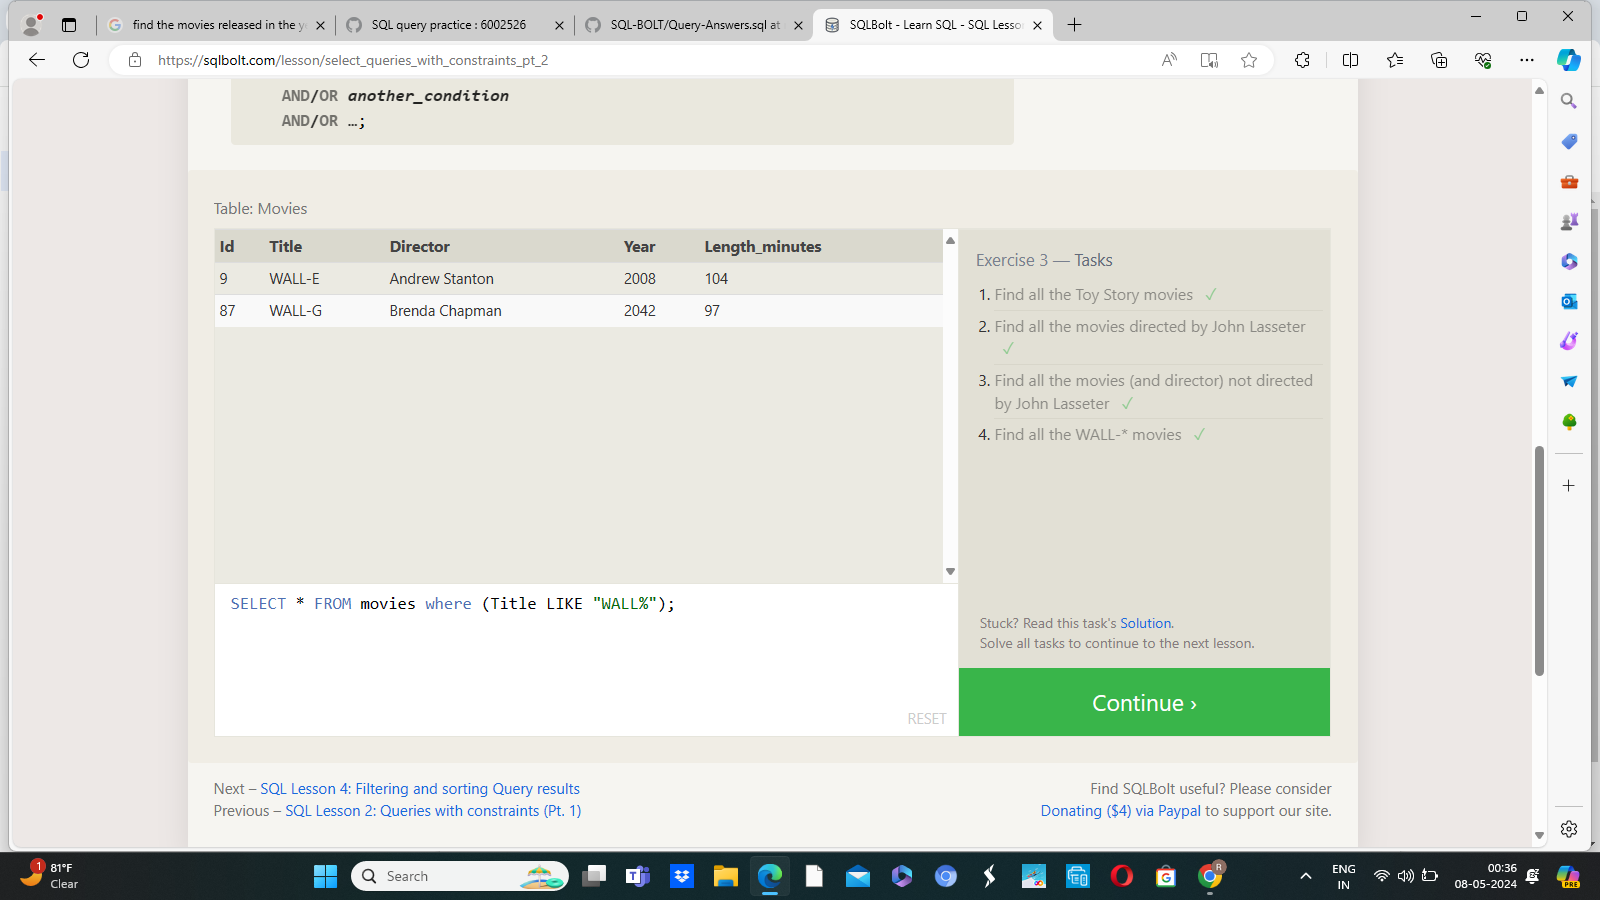 find the movies released in the y
SQL query practice : 6002526
SQL-BOLT/Query-Answers.sql at
SQLBolt - Learn SQL - SQL Lesso
https://sqlbolt.com/lesson/select_queries_with_constraints_pt_2
AND/OR another_condition
AND/OR …;
Table: Movies
Id Title Director Year Length_minutes
9 WALL-E Andrew Stanton 2008 104
87 WALL-G Brenda Chapman 2042 97
Exercise 3 — Tasks
1. Find all the Toy Story movies ✓
2. Find all the movies directed by John Lasseter
✓
3. Find all the movies (and director) not directed
by John Lasseter ✓
4. Find all the WALL-* movies ✓
SELECT * FROM movies where (Title LIKE "WALL%");
RESET
Stuck? Read this task's Solution.
Solve all tasks to continue to the next lesson.
Continue ›
Next – SQL Lesson 4: Filtering and sorting Query results
Previous – SQL Lesson 2: Queries with constraints (Pt. 1)
Find SQLBolt useful? Please consider
Donating ($4) via Paypal to support our site.
1
81°F
Clear
Search
R
ENG
IN
00:36
08-05-2024
PRE